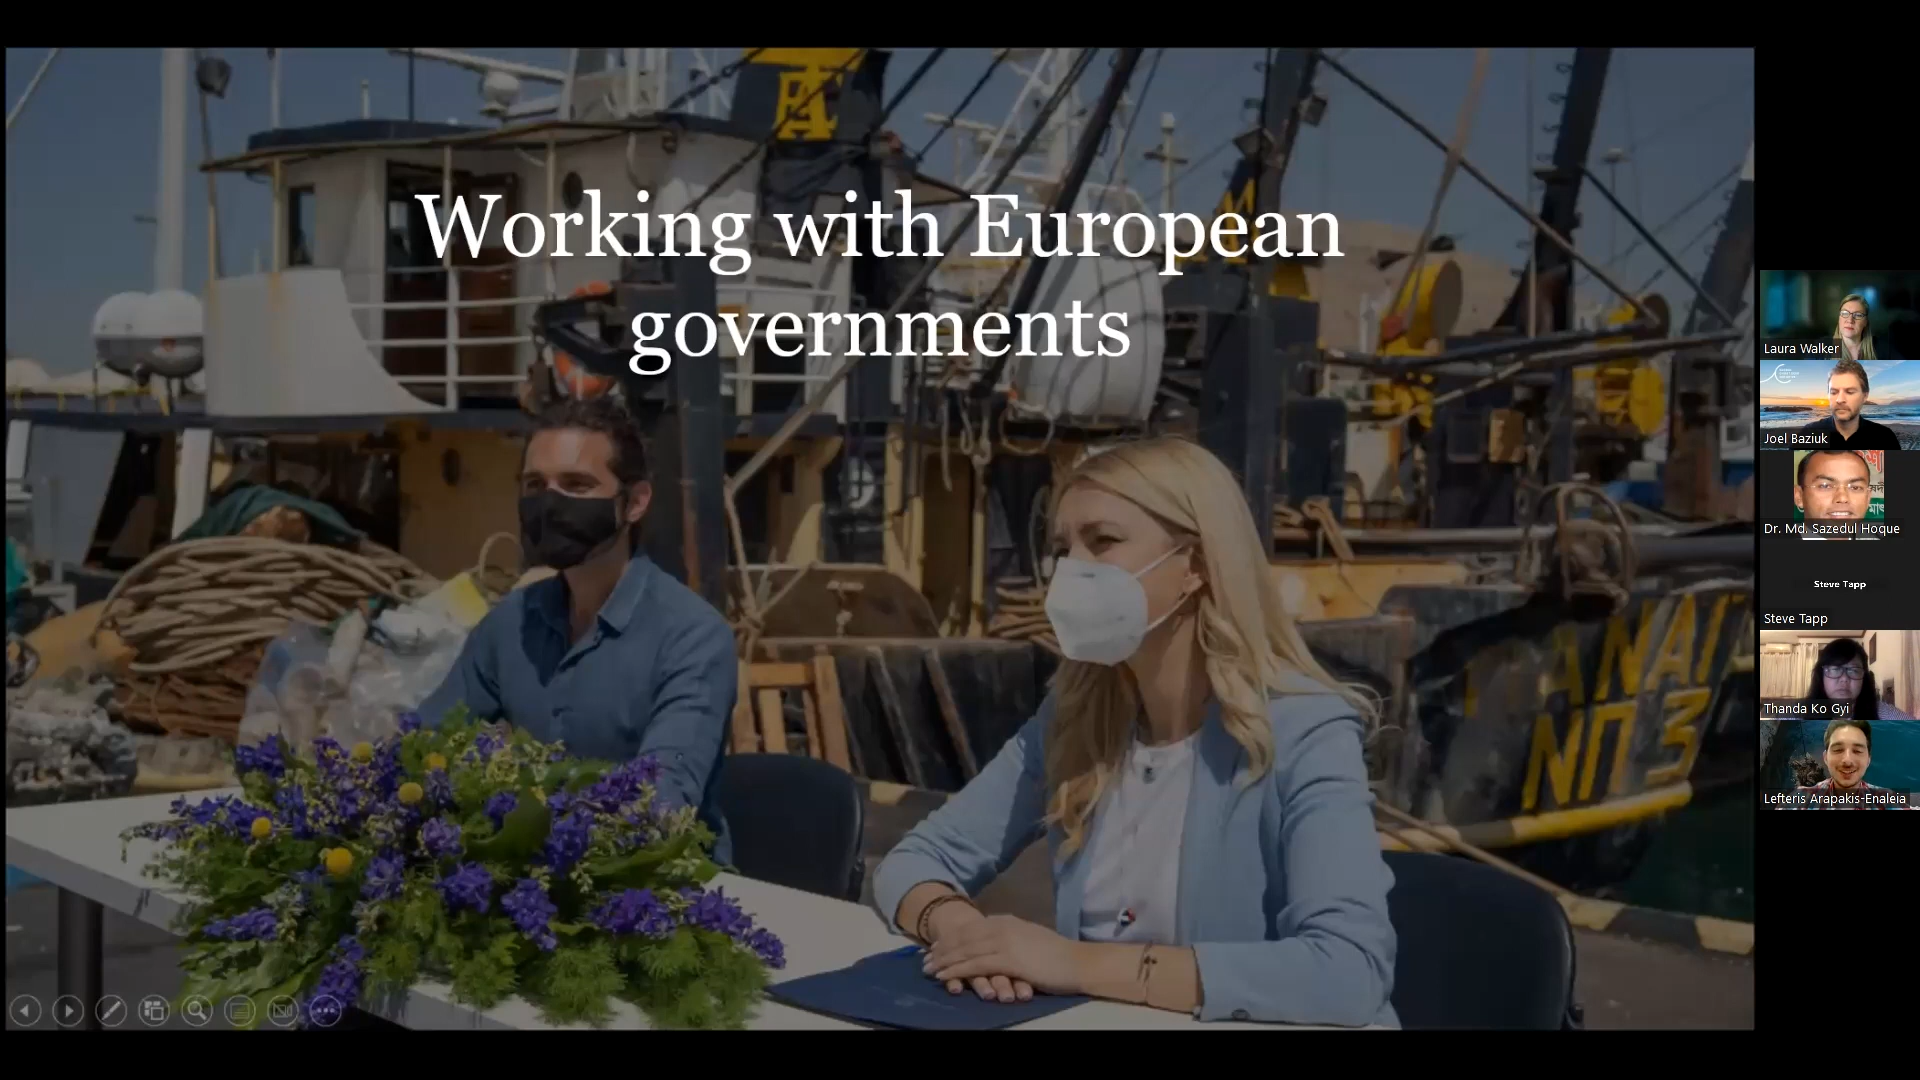 Working with European
governments
ΠΑΝΑΓ
ΝΠ 3
Laura Walker
Joel Baziuk
Dr. Md. Sazedul Hoque
Steve Tapp
Steve Tapp
Thanda Ko Gyi
Lefteris Arapakis-Enaleia